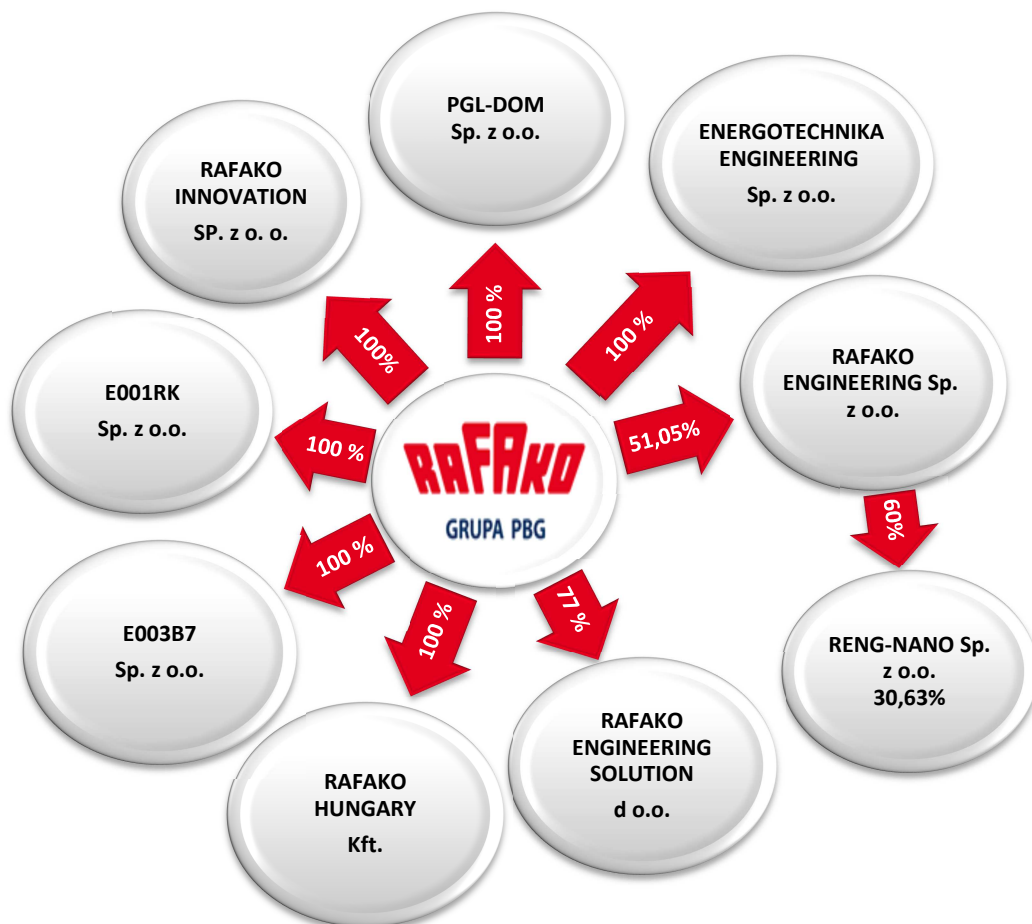 PGL-DOM
Sp. z o.o.
ENERGOTECHNIKA
ENGINEERING
Sp. z o.o.
RAFAKO
INNOVATION
SP. z o. o.
100%
100 %
100 %
RAFAKO
ENGINEERING Sp.
z o.o.
E001RK
Sp. z o.o.
100 %
RAFAKO
GRUPA PBG
51,05%
60%
E003B7
Sp. z o.o.
100 %
100 %
77 %
RENG-NANO Sp.
z o.o.
30,63%
RAFAKO
HUNGARY
Kft.
RAFAKO
ENGINEERING
SOLUTION
d o.o.